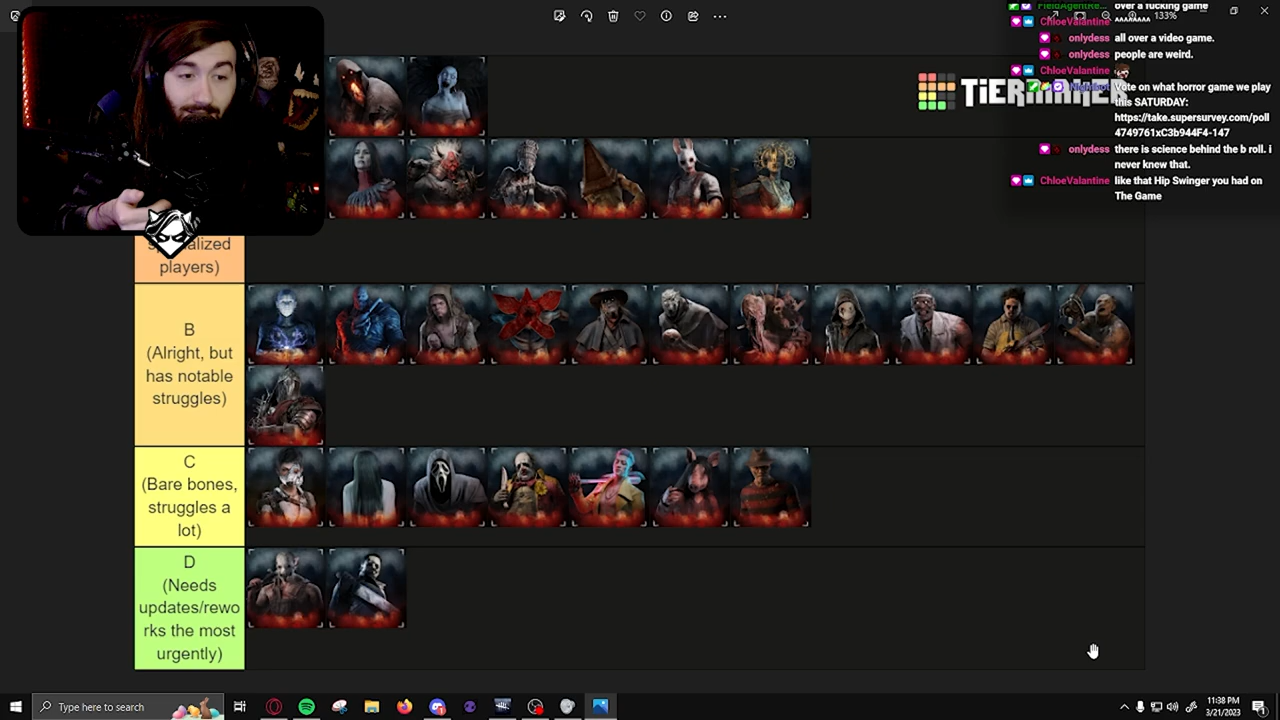 133%
over a fucking game
ChloeValantine ^^^^^^^^
onlydess all over a video game.
onlydess people are weird.
ChloeValantine
Vote on what horror game we play
this SATURDAY:
https://take.supersurvey.com/poll
4749761xC3b944F4-147
onlydess there is science behind the b roll. i
never knew that.
ChloeValantine like that Hip Swinger you had on
The Game
TiERMAKER
players)
B
(Alright, but
has notable
struggles)
C
(Bare bones,
struggles a
lot)
D
(Needs
updates/rewo
rks the most
urgently)
Type here to search
11:38 PM
3/21/2023